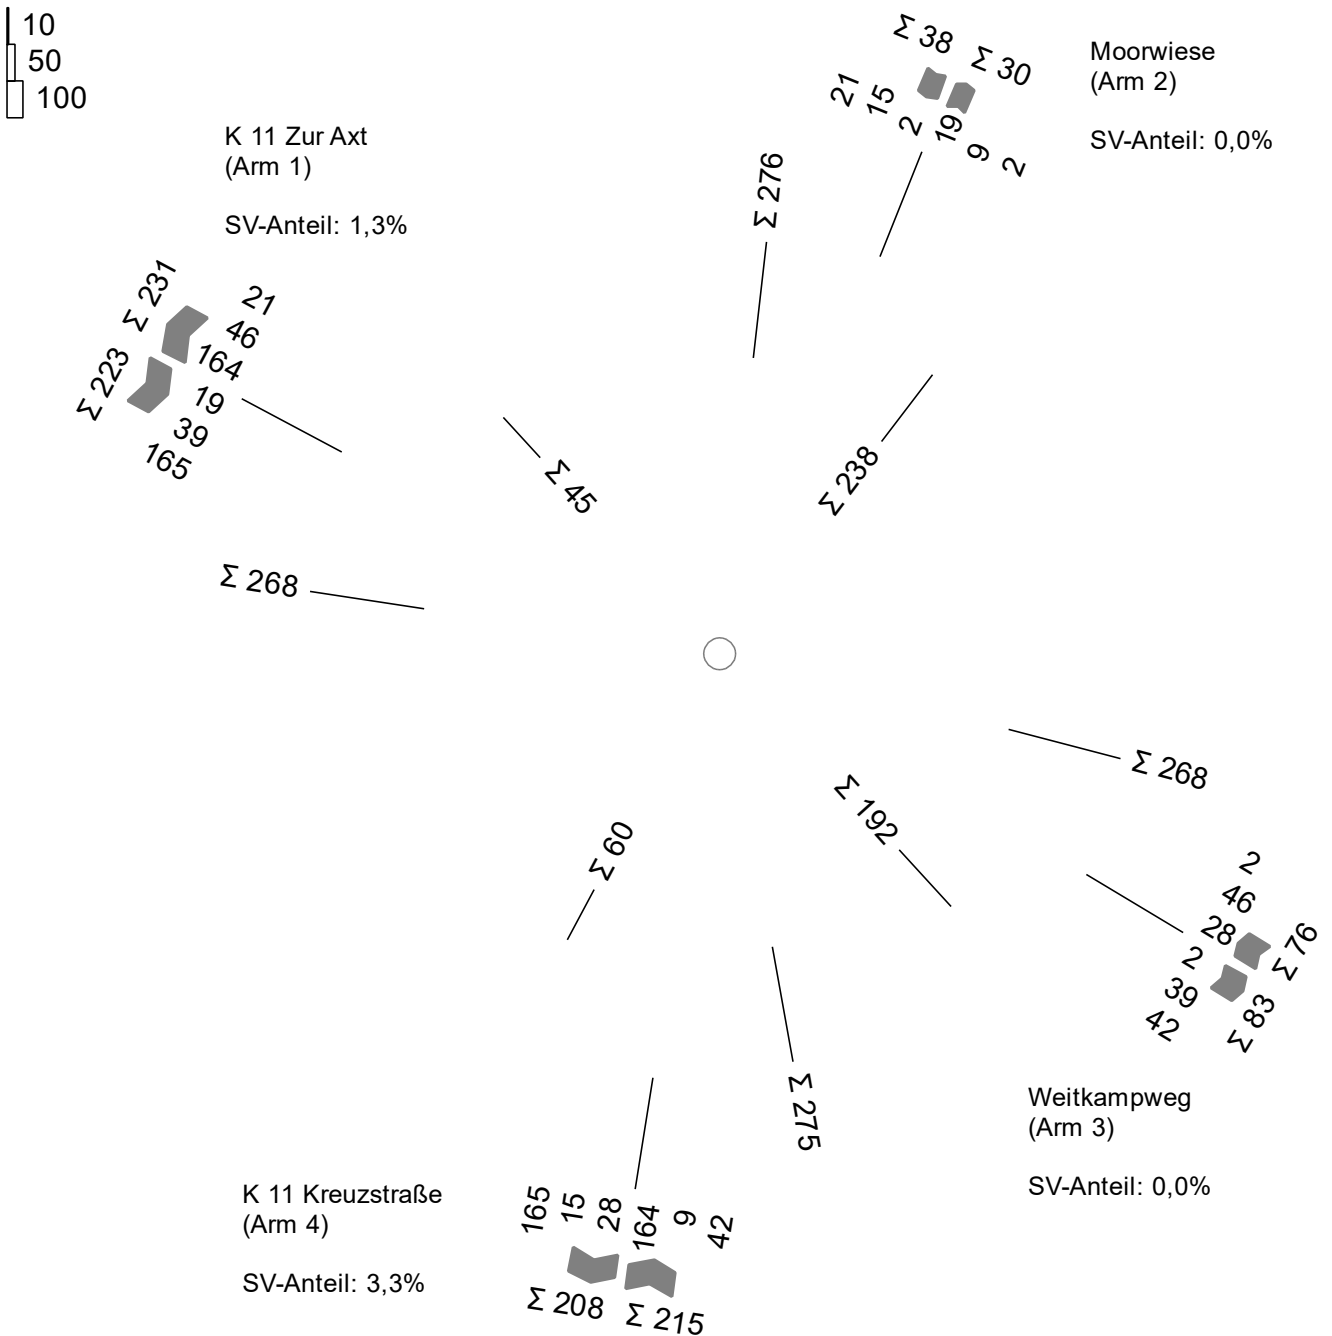 10
50
100
K 11 Zur Axt
(Arm 1)
SV-Anteil: 1,3%
Σ 38
Σ 30
21
15
2
19
9
2
Moorwiese
(Arm 2)
SV-Anteil: 0,0%
Σ 276
Σ 231
Σ 223
21
46
164
19
39
165
Σ 45
Σ 238
Σ 268
Σ 268
Σ 192
Σ 60
Σ 275
2
46
28
2
39
42
Σ 76
Σ 83
Weitkampweg
(Arm 3)
SV-Anteil: 0,0%
K 11 Kreuzstraße
(Arm 4)
SV-Anteil: 3,3%
165
15
28
164
9
42
Σ 208
Σ 215